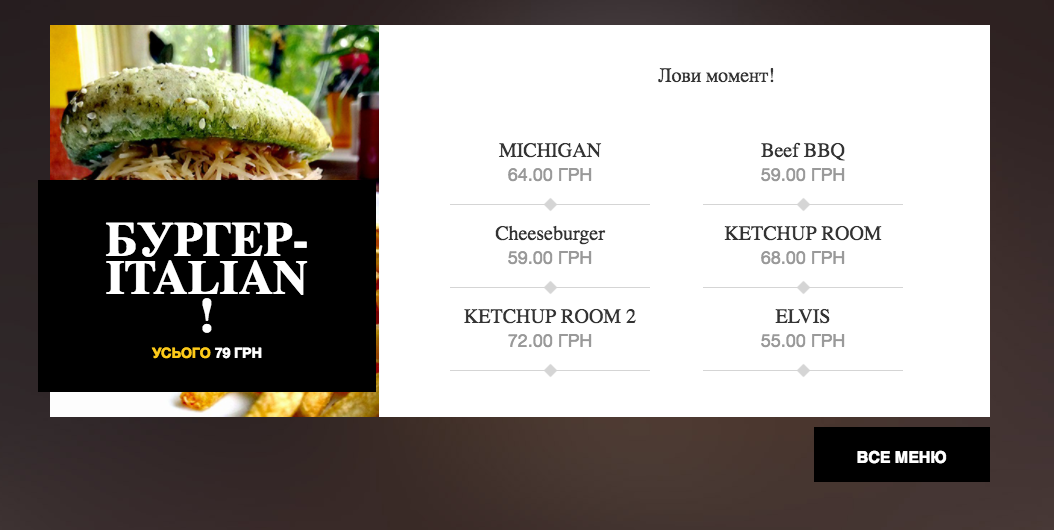 Лови момент!
MICHIGAN
64.00 ГРН
Beef BBQ
59.00 ГРН
Cheeseburger
59.00 ГРН
KETCHUP ROOM
68.00 ГРН
KETCHUP ROOM 2
72.00 ГРН
ELVIS
55.00 ГРН
БУРГЕР-
ITALIAN
!
УСЬОГО 79 ГРН
ВСЕ МЕНЮ